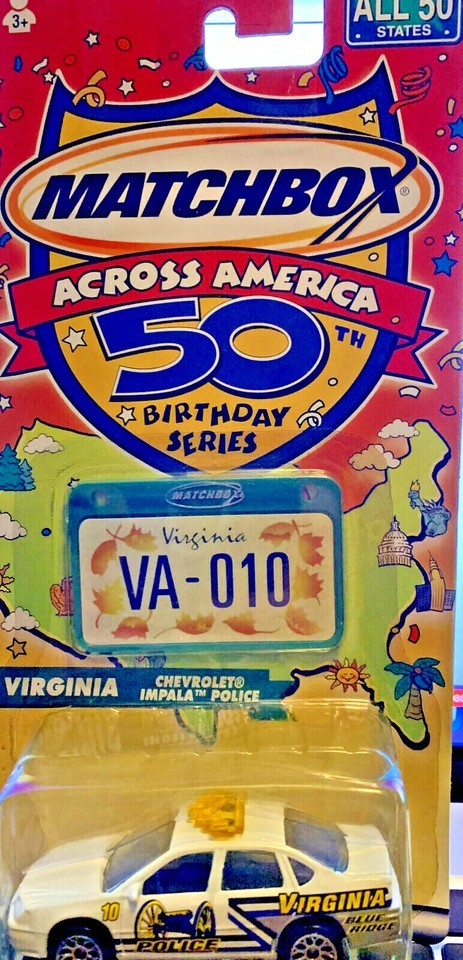 3+
ALL 50
STATES
MATCHBOX®
ACROSS AMERICA
50TH
BIRTHDAY
SERIES
MATCHBOX
Virginia
VA-010
VIRGINIA
CHEVROLET®
IMPALA™ POLICE
10
POLICE
VIRGINIA
BLUE
RIDGE